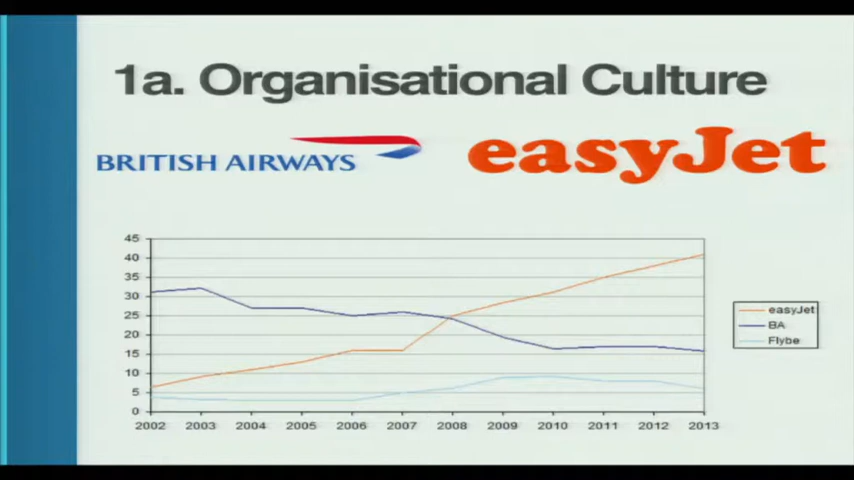 1a. Organisational Culture
BRITISH AIRWAYS
easyJet
45
40
35
30
25
20
15
10
5
0
2002 2003 2004 2005 2006 2007 2008 2009 2010 2011 2012 2013
easyJet
BA
Flybe